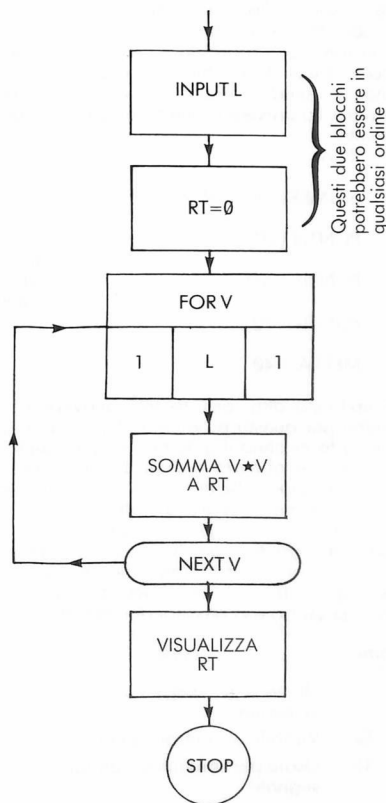 INPUT L
RT=0
Questi due blocchi
potrebbero essere in
qualsiasi ordine
FOR V
1 L 1
SOMMA V★V
A RT
NEXT V
VISUALIZZA
RT
STOP